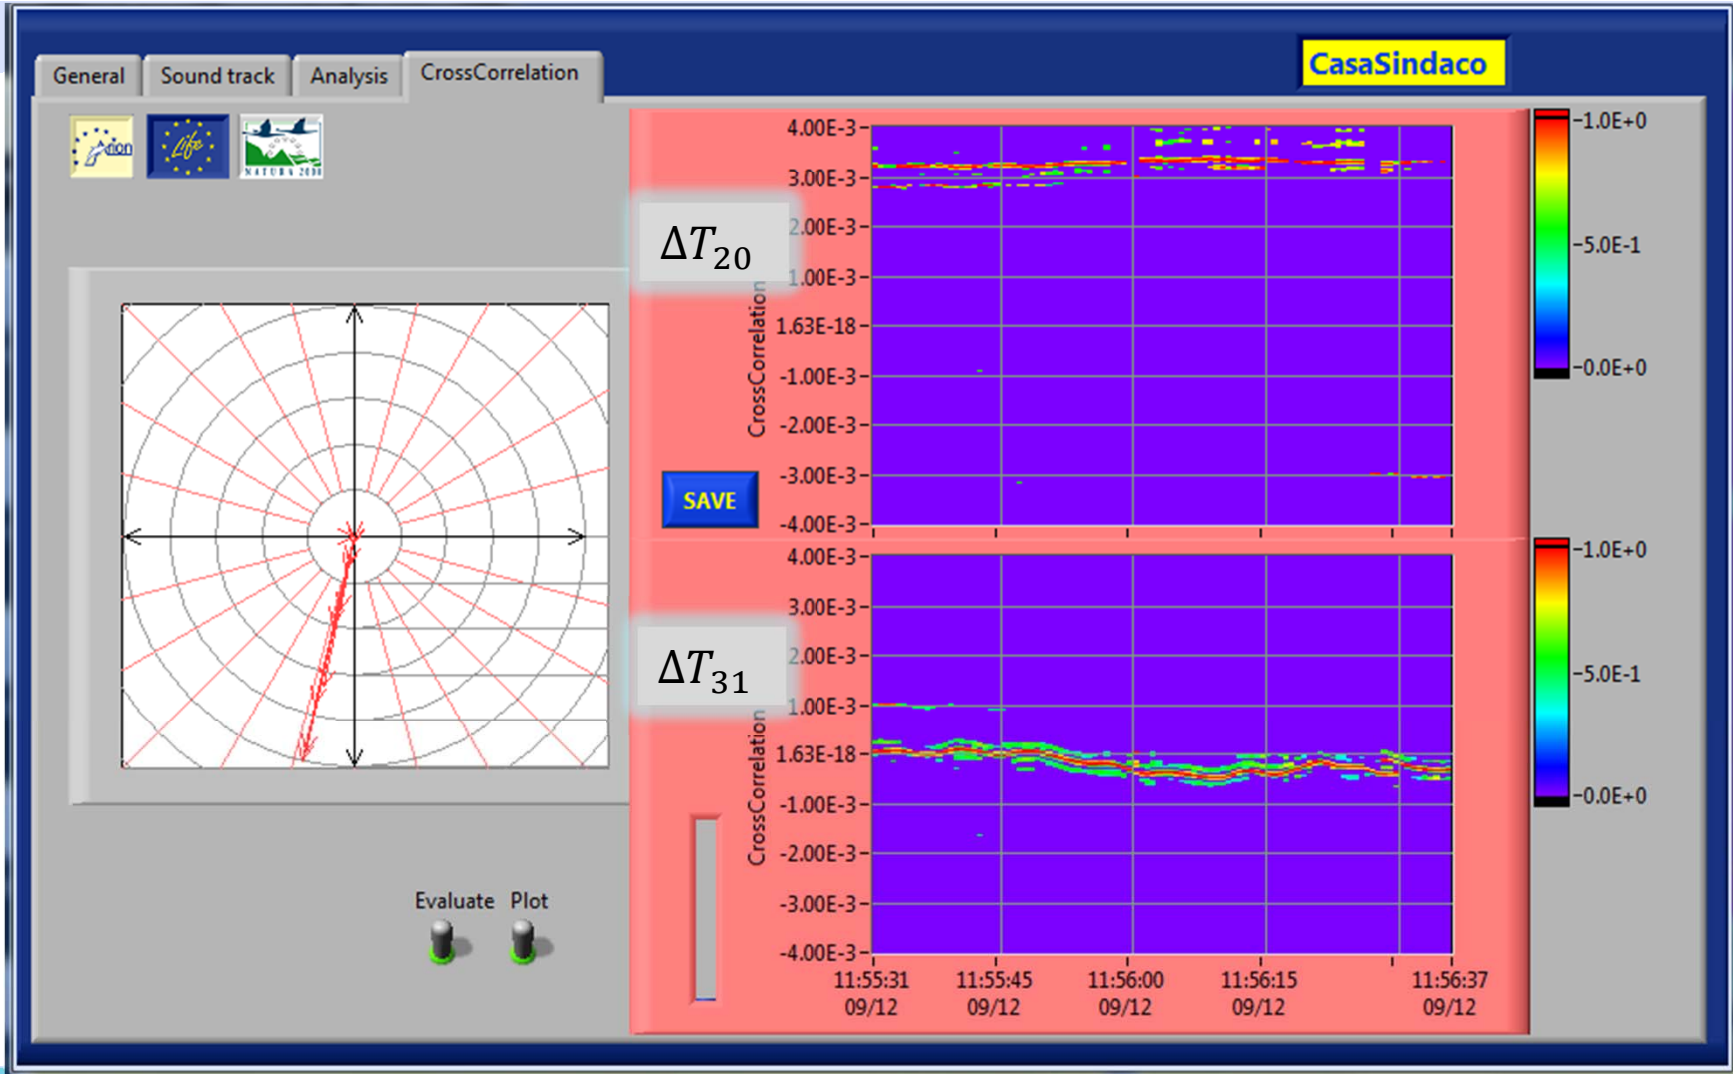 General
Sound track
Analysis
CrossCorrelation
CasaSindaco
Arion
Life
NATURA 2000
ΔT₂₀
CrossCorrelation
4.00E-3
3.00E-3
2.00E-3
1.00E-3
1.63E-18
-1.00E-3
-2.00E-3
-3.00E-3
-4.00E-3
-1.0E+0
-5.0E-1
-0.0E+0
SAVE
ΔT₃₁
CrossCorrelation
4.00E-3
3.00E-3
2.00E-3
1.00E-3
1.63E-18
-1.00E-3
-2.00E-3
-3.00E-3
-4.00E-3
-1.0E+0
-5.0E-1
-0.0E+0
Evaluate Plot
11:55:31 11:55:45 11:56:00 11:56:15 11:56:37
09/12 09/12 09/12 09/12 09/12